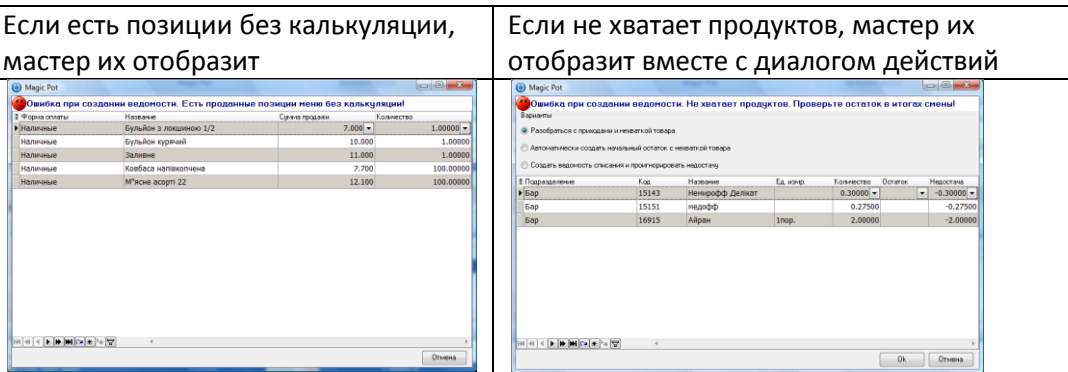 Если есть позиции без калькуляции,
мастер их отобразит
Magic Pot
Ошибка при создании ведомости. Есть проданные позиции меню без калькуляции!
Форма оплаты Название Сумма продажи Количество
Наличные Бульйон з локшиною 1/2 7.000 1.00000
Наличные Бульйон курячий 10.000 1.00000
Наличные Заливне 11.000 1.00000
Наличные Ковбаса напівкопчена 7.700 100.00000
Наличные М"ясне асорті 22 12.100 100.00000
Отмена
Если не хватает продуктов, мастер их
отобразит вместе с диалогом действий
Magic Pot
Ошибка при создании ведомости. Не хватает продуктов. Проверьте остаток в итогах смены!
Варианты
Разобраться с приходами и нехваткой товара
Автоматически создать начальный остаток с нехваткой товара
Создать ведомость списания и проигнорировать недостачу
Подразделение Код Название Ед. измр. Количество Остаток Недостача
Бар 15143 Немирофф Делікат 0.30000 -0.30000
Бар 15151 медофф 0.27500 -0.27500
Бар 16915 Айран 1пор. 2.00000 -2.00000
Ok Отмена